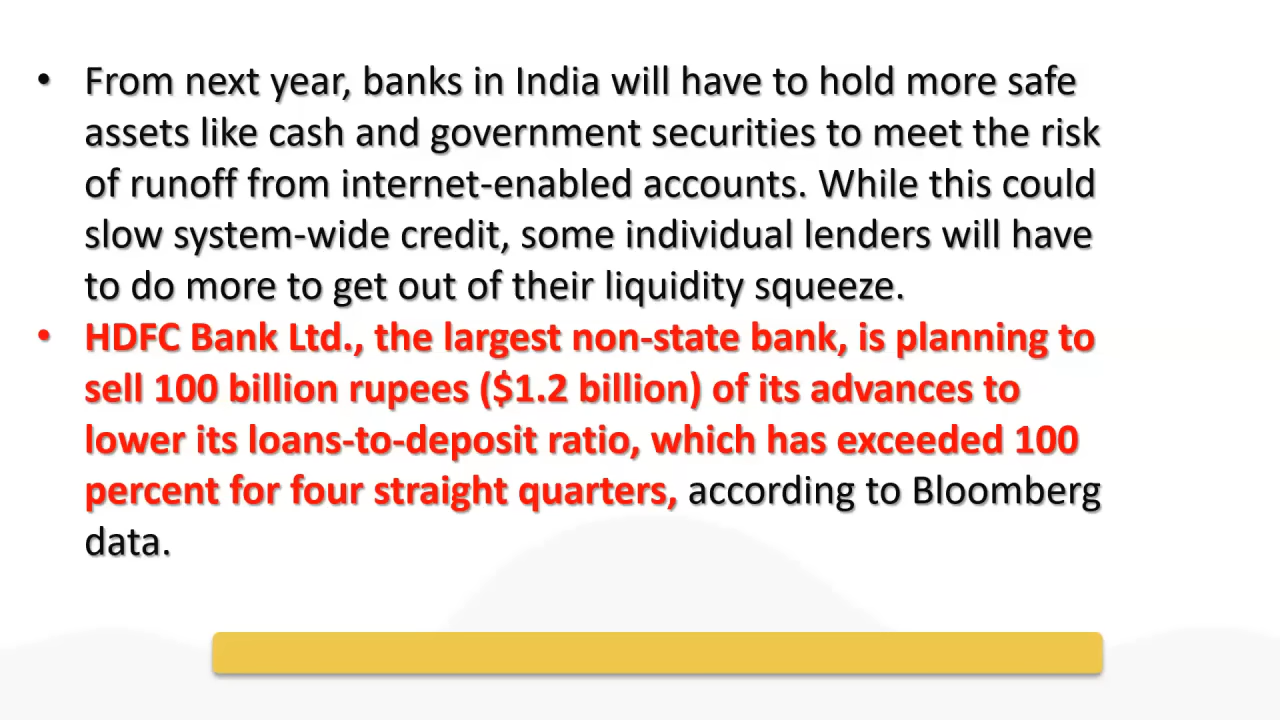 • From next year, banks in India will have to hold more safe
assets like cash and government securities to meet the risk
of runoff from internet-enabled accounts. While this could
slow system-wide credit, some individual lenders will have
to do more to get out of their liquidity squeeze.
• HDFC Bank Ltd., the largest non-state bank, is planning to
sell 100 billion rupees ($1.2 billion) of its advances to
lower its loans-to-deposit ratio, which has exceeded 100
percent for four straight quarters, according to Bloomberg
data.